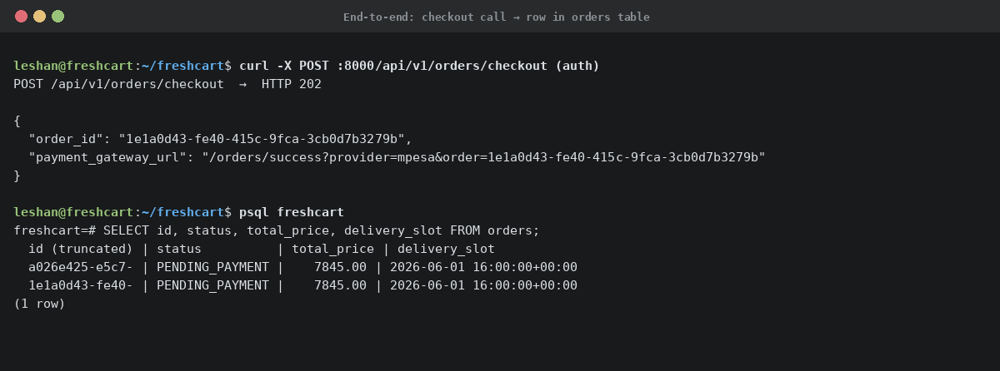 End-to-end: checkout call → row in orders table
leshan@freshcart:~/freshcart$ curl -X POST :8000/api/v1/orders/checkout (auth)
POST /api/v1/orders/checkout  →  HTTP 202
{
  "order_id": "1e1a0d43-fe40-415c-9fca-3cb0d7b3279b",
  "payment_gateway_url": "/orders/success?provider=mpesa&order=1e1a0d43-fe40-415c-9fca-3cb0d7b3279b"
}
leshan@freshcart:~/freshcart$ psql freshcart
freshcart=# SELECT id, status, total_price, delivery_slot FROM orders;
  id (truncated) | status          | total_price | delivery_slot
  a026e425-e5c7- | PENDING_PAYMENT |    7845.00 | 2026-06-01 16:00:00+00:00
  1e1a0d43-fe40- | PENDING_PAYMENT |    7845.00 | 2026-06-01 16:00:00+00:00
(1 row)